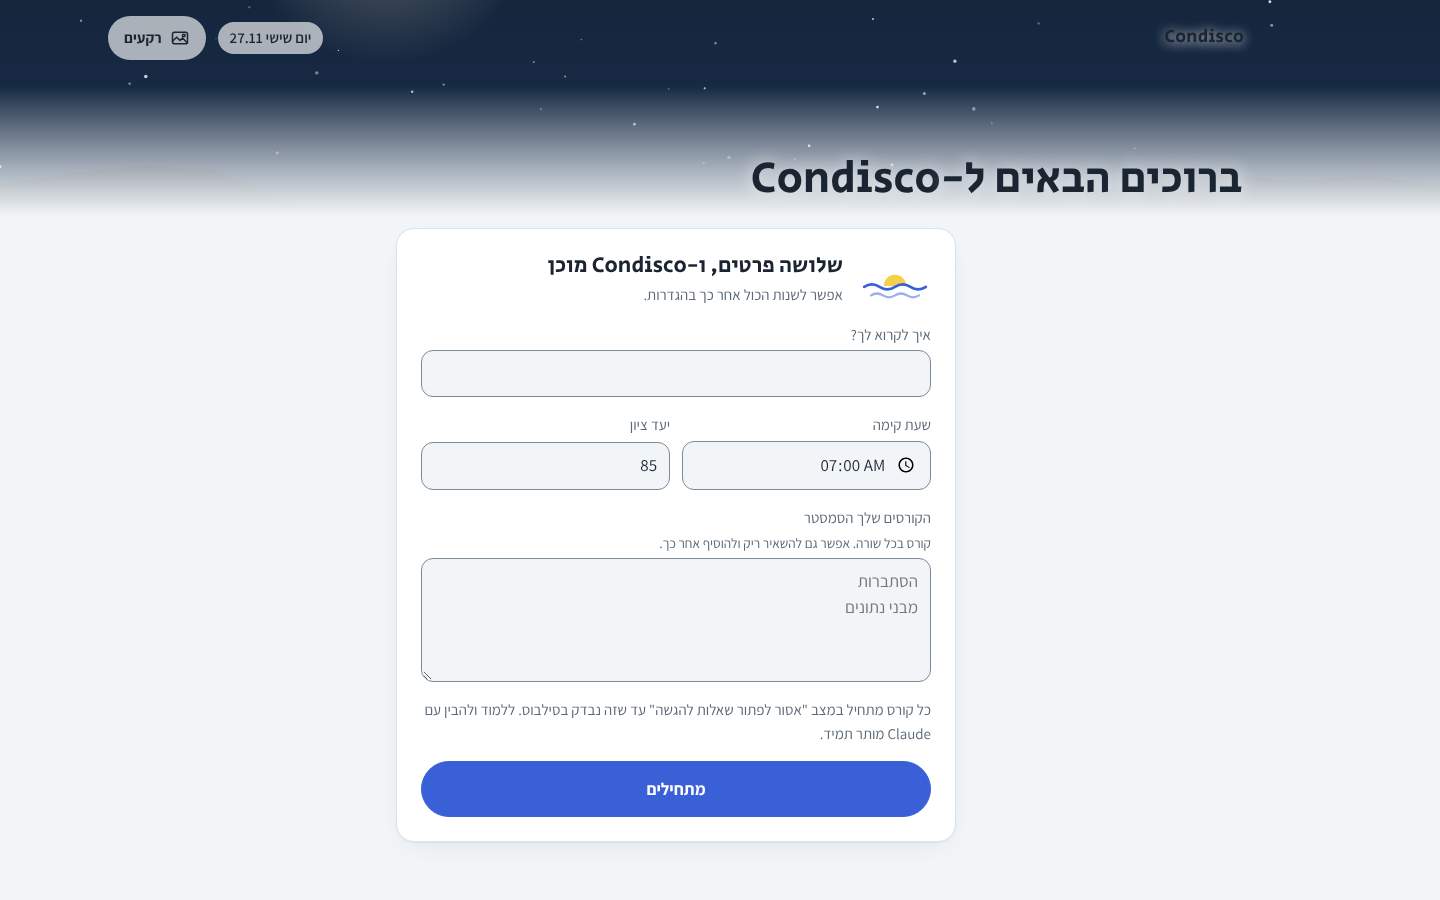 Condisco
יום שישי 27.11
רקעים
ברוכים הבאים ל-Condisco
שלושה פרטים, ו-Condisco מוכן
אפשר לשנות הכול אחר כך בהגדרות.
איך לקרוא לך?
שעת קימה
07:00 AM
יעד ציון
85
הקורסים שלך הסמסטר
קורס בכל שורה. אפשר גם להשאיר ריק ולהוסיף אחר כך.
הסתברות
מבני נתונים
כל קורס מתחיל במצב "אסור לפתור שאלות להגשה" עד שזה נבדק בסילבוס. ללמוד ולהבין עם
Claude מותר תמיד.
מתחילים